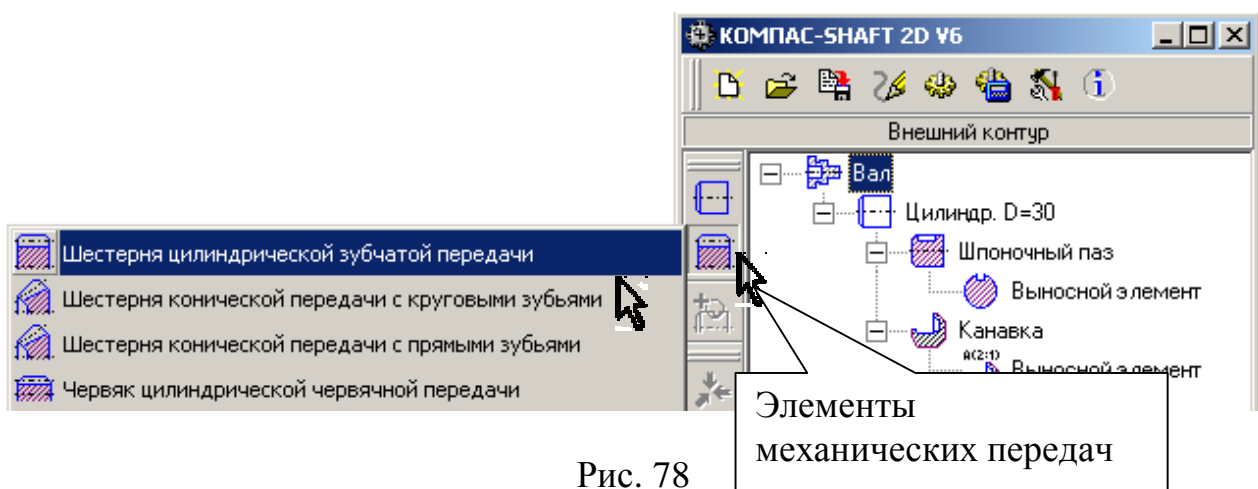 КОМПАС-SHAFT 2D V6
Внешний контур
Вал
Цилиндр. D=30
Шпоночный паз
Выносной элемент
Канавка
A(2:1)
Выносной элемент
Шестерня цилиндрической зубчатой передачи
Шестерня конической передачи с круговыми зубьями
Шестерня конической передачи с прямыми зубьями
Червяк цилиндрической червячной передачи
Элементы
механических передач
Рис. 78